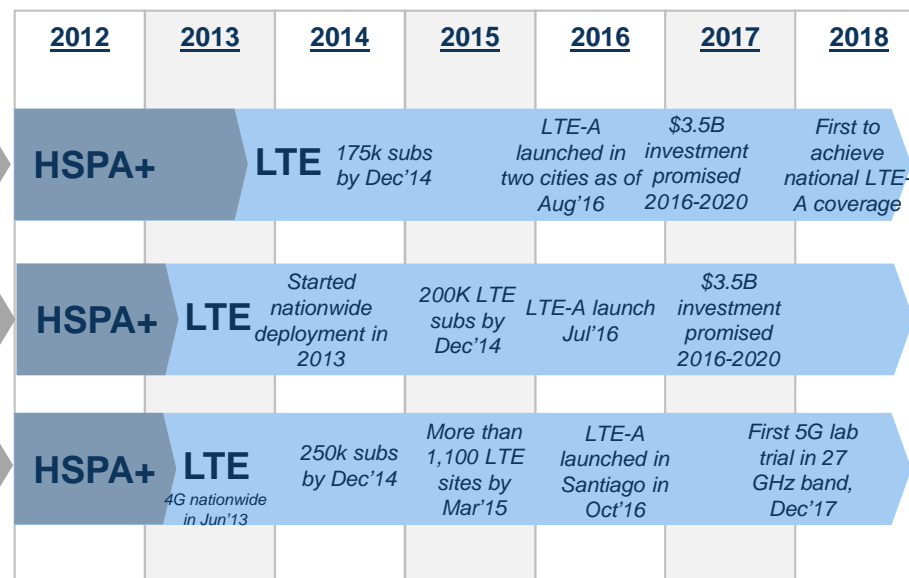 2012 2013 2014 2015 2016 2017 2018
HSPA+
LTE
175k subs
by Dec’14
LTE-A
launched in
two cities as of
Aug’16
$3.5B
investment
promised
2016-2020
First to
achieve
national LTE-
A coverage
HSPA+
LTE
Started
nationwide
deployment in
2013
200K LTE
subs by
Dec’14
LTE-A launch
Jul’16
$3.5B
investment
promised
2016-2020
HSPA+
LTE
4G nationwide
in Jun’13
250k subs
by Dec’14
More than
1,100 LTE
sites by
Mar’15
LTE-A
launched in
Santiago in
Oct’16
First 5G lab
trial in 27
GHz band,
Dec’17